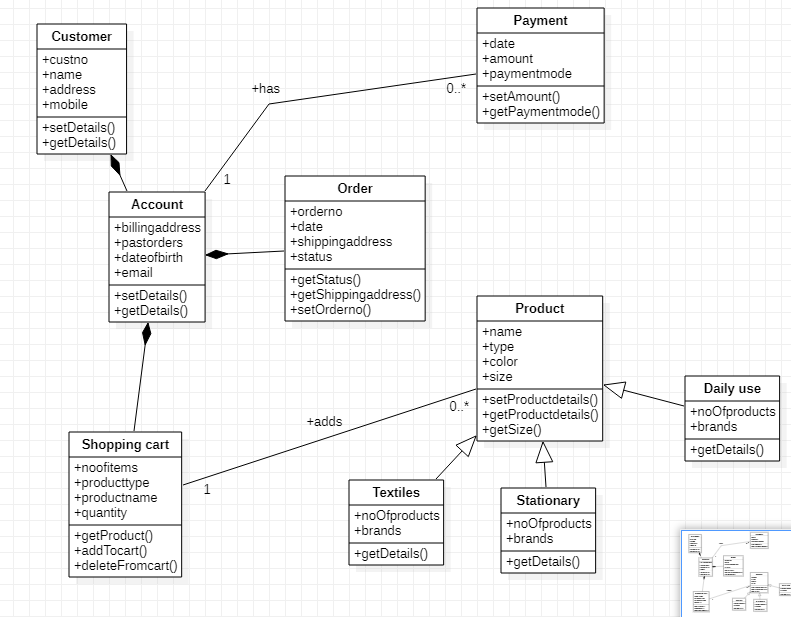 Customer
+custno
+name
+address
+mobile
+setDetails()
+getDetails()
Payment
+date
+amount
+paymentmode
+setAmount()
+getPaymentmode()
+has
0..*
1
Account
+billingaddress
+pastorders
+dateofbirth
+email
+setDetails()
+getDetails()
Order
+orderno
+date
+shippingaddress
+status
+getStatus()
+getShippingaddress()
+setOrderno()
Product
+name
+type
+color
+size
+setProductdetails()
+getProductdetails()
+getSize()
Daily use
+noOfproducts
+brands
+getDetails()
0..*
+adds
1
Shopping cart
+noofitems
+producttype
+productname
+quantity
+getProduct()
+addTocart()
+deleteFromcart()
Textiles
+noOfproducts
+brands
+getDetails()
Stationary
+noOfproducts
+brands
+getDetails()